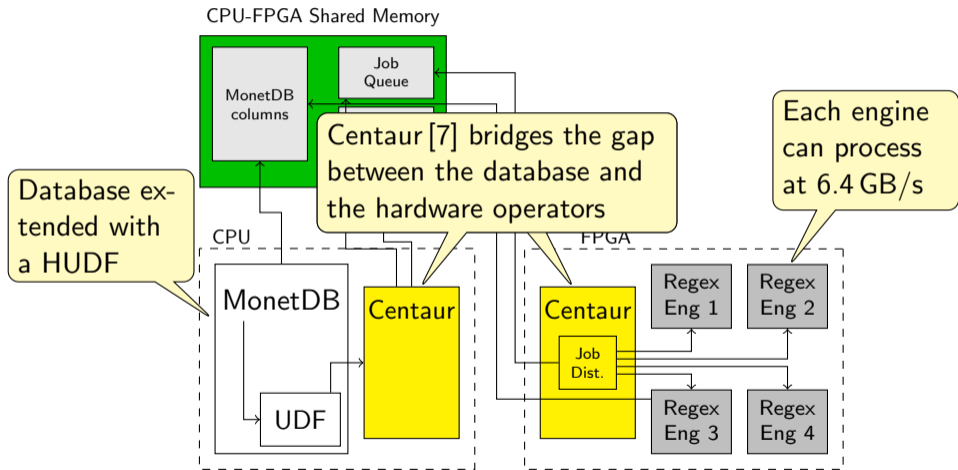 CPU-FPGA Shared Memory
MonetDB
columns
Job
Queue
Centaur [7] bridges the gap
between the database and
the hardware operators
Each engine
can process
at 6.4 GB/s
Database ex-
tended with
a HUDF
CPU
MonetDB
UDF
Centaur
FPGA
Centaur
Job
Dist.
Regex
Eng 1
Regex
Eng 2
Regex
Eng 3
Regex
Eng 4